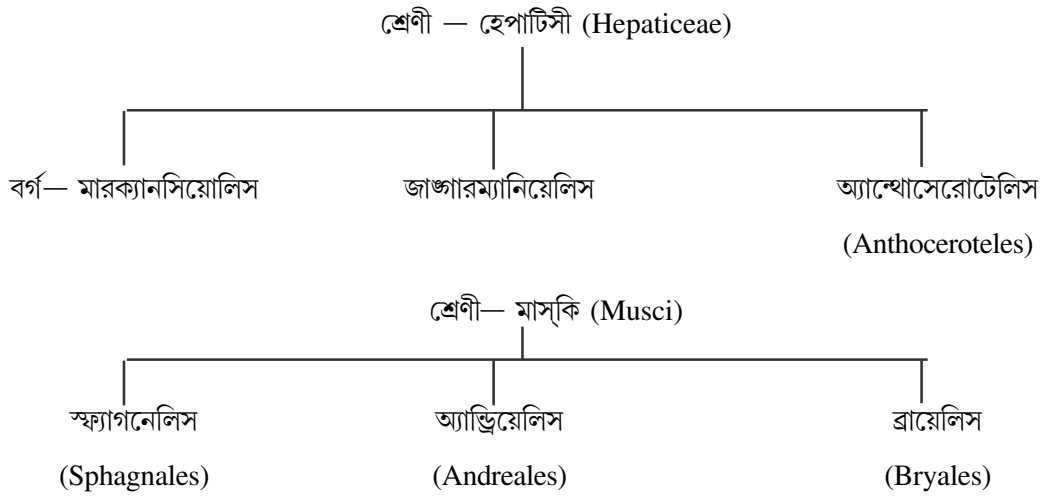 শ্রেণী — হেপাটিসী (Hepaticeae)
বর্গ— মারক্যানসিয়োলিস জাঙ্গারম্যানিয়েলিস অ্যান্থোসেরোটেলিস
(Anthoceroteles)
শ্রেণী— মাস্‌কি (Musci)
স্ফ্যাগনেলিস অ্যান্ড্রিয়েলিস ব্রায়েলিস
(Sphagnales) (Andreales) (Bryales)